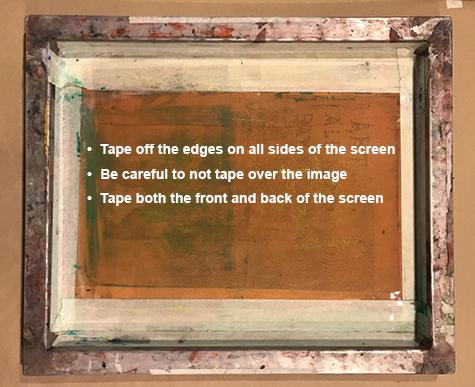 • Tape off the edges on all sides of the screen
• Be careful to not tape over the image
• Tape both the front and back of the screen